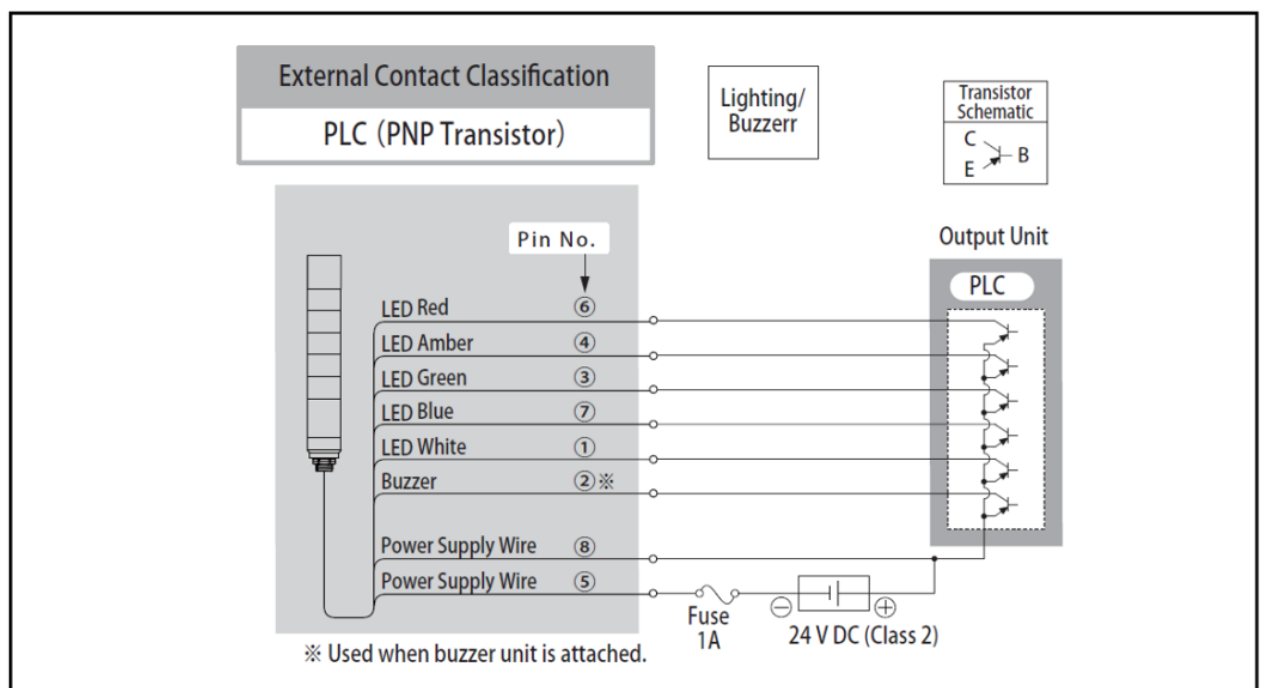 External Contact Classification
PLC (PNP Transistor)
Lighting/
Buzzerr
Transistor
Schematic
C
B
E
Pin No.
Output Unit
PLC
LED Red ⑥
LED Amber ④
LED Green ③
LED Blue ⑦
LED White ①
Buzzer ②※
Power Supply Wire ⑧
Power Supply Wire ⑤
Fuse
1A
⊖ ⊕
24 V DC (Class 2)
※ Used when buzzer unit is attached.